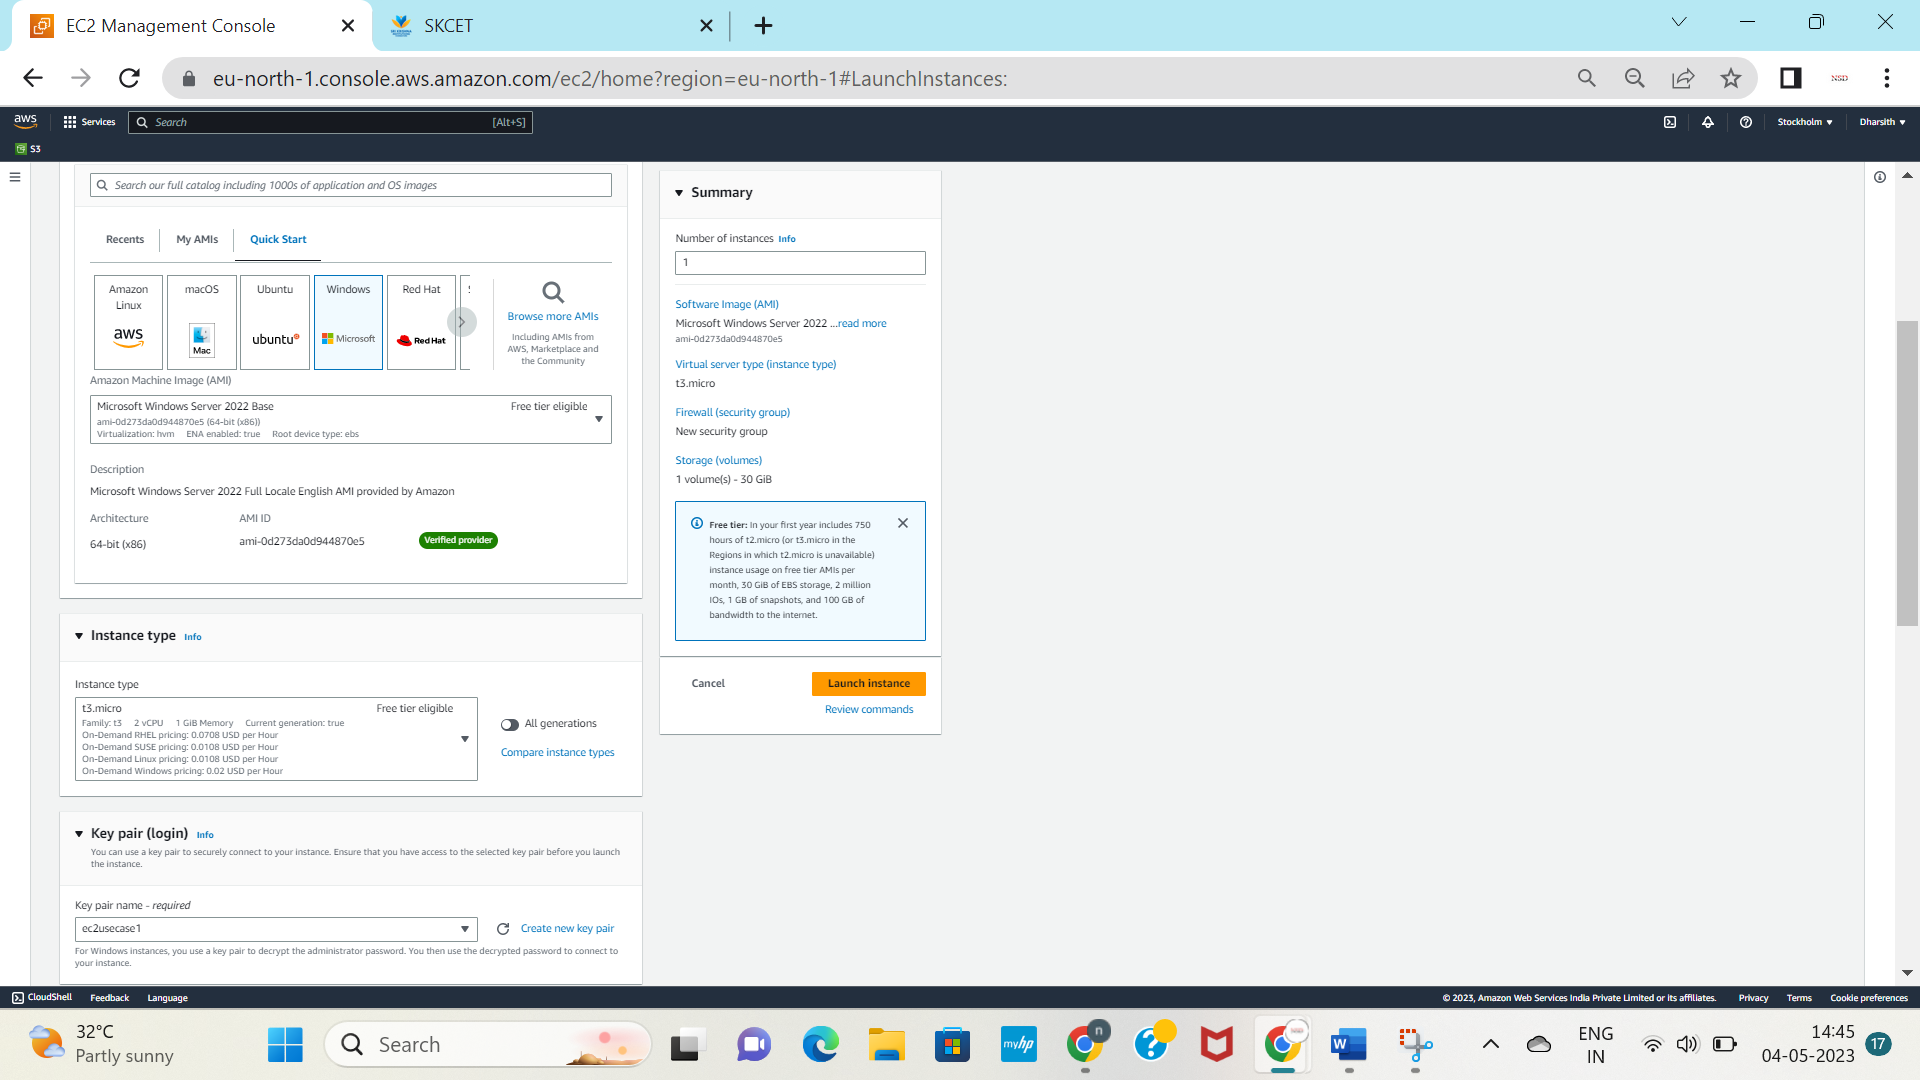 EC2 Management Console
SKCET
eu-north-1.console.aws.amazon.com/ec2/home?region=eu-north-1#LaunchInstances:
NSD
aws
Services
Search
[Alt+S]
Stockholm
Dharsith
S3
Search our full catalog including 1000s of application and OS images
Recents
My AMIs
Quick Start
Amazon
Linux
aws
macOS
Mac
Ubuntu
ubuntu
Windows
Microsoft
Red Hat
Red Hat
Browse more AMIs
Including AMIs from
AWS, Marketplace and
the Community
Amazon Machine Image (AMI)
Microsoft Windows Server 2022 Base
Free tier eligible
ami-0d273da0d944870e5 (64-bit (x86))
Virtualization: hvm ENA enabled: true Root device type: ebs
Description
Microsoft Windows Server 2022 Full Locale English AMI provided by Amazon
Architecture
AMI ID
64-bit (x86)
ami-0d273da0d944870e5
Verified provider
Instance type Info
Instance type
t3.micro
Free tier eligible
Family: t3 2 vCPU 1 GiB Memory Current generation: true
On-Demand RHEL pricing: 0.0708 USD per Hour
On-Demand SUSE pricing: 0.0108 USD per Hour
On-Demand Linux pricing: 0.0108 USD per Hour
On-Demand Windows pricing: 0.02 USD per Hour
All generations
Compare instance types
Key pair (login) Info
You can use a key pair to securely connect to your instance. Ensure that you have access to the selected key pair before you launch
the instance.
Key pair name - required
ec2usecase1
Create new key pair
For Windows instances, you use a key pair to decrypt the administrator password. You then use the decrypted password to connect to
your instance.
Summary
Number of instances Info
1
Software Image (AMI)
Microsoft Windows Server 2022 ...read more
ami-0d273da0d944870e5
Virtual server type (instance type)
t3.micro
Firewall (security group)
New security group
Storage (volumes)
1 volume(s) - 30 GiB
Free tier: In your first year includes 750
hours of t2.micro (or t3.micro in the
Regions in which t2.micro is unavailable)
instance usage on free tier AMIs per
month, 30 GiB of EBS storage, 2 million
IOs, 1 GB of snapshots, and 100 GB of
bandwidth to the internet.
Cancel
Launch instance
Review commands
CloudShell
Feedback
Language
© 2023, Amazon Web Services India Private Limited or its affiliates.
Privacy
Terms
Cookie preferences
32°C
Partly sunny
Search
myhp
n
W
ENG
IN
14:45
04-05-2023
17